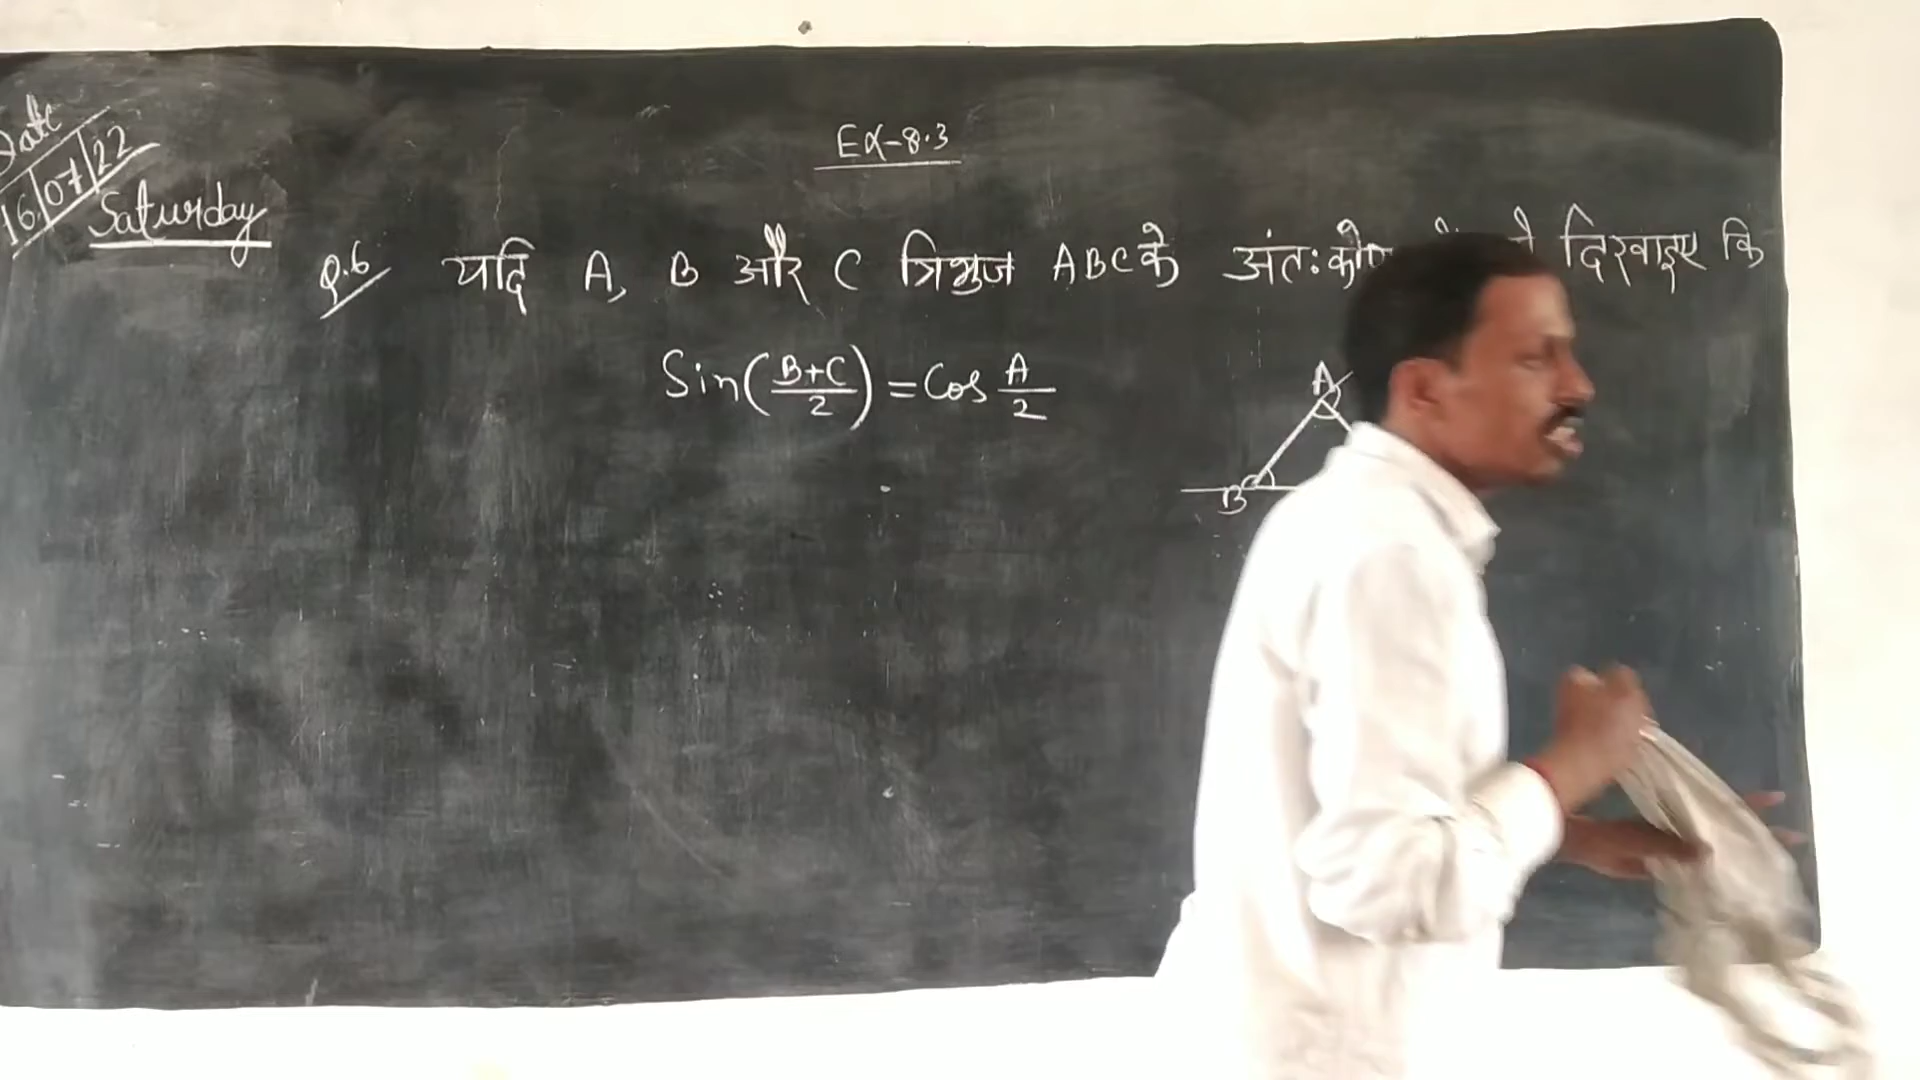 Date
16/07/22
Saturday
Ex-8.3
Q.6 यदि A, B और C त्रिभुज ABC के दिखाइए कि
Sin(B+C/2) = Cos A/2
A
B